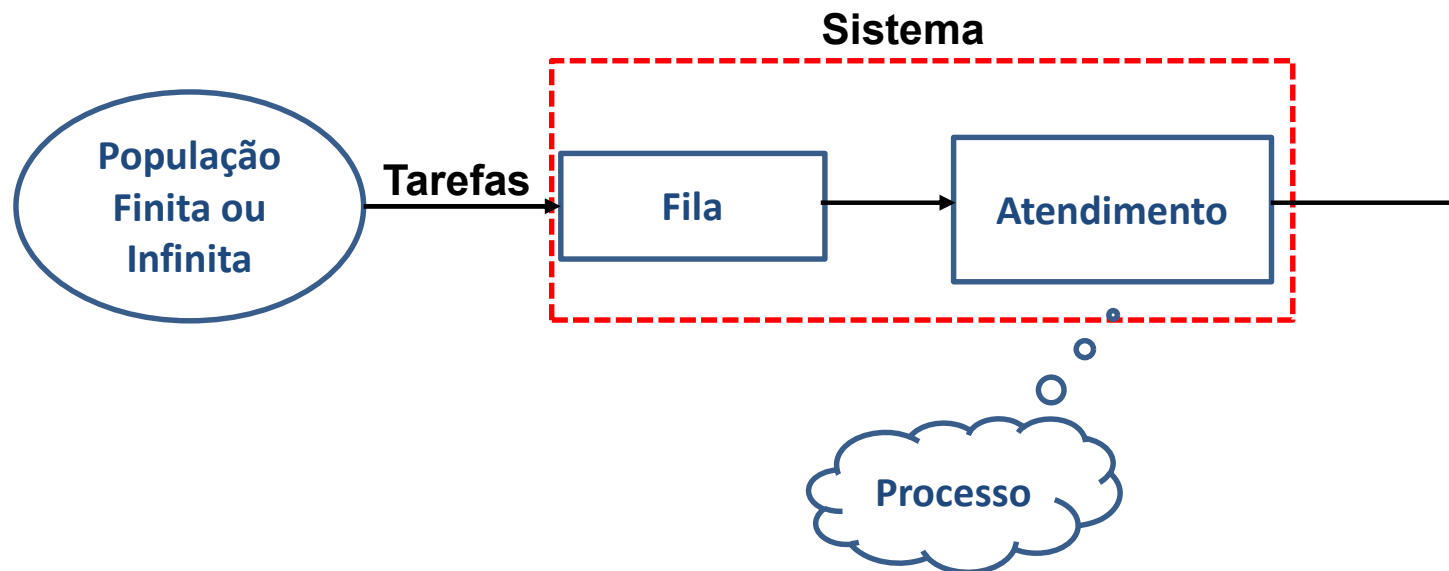 Sistema
População
Finita ou
Infinita
Tarefas
Fila
Atendimento
Processo